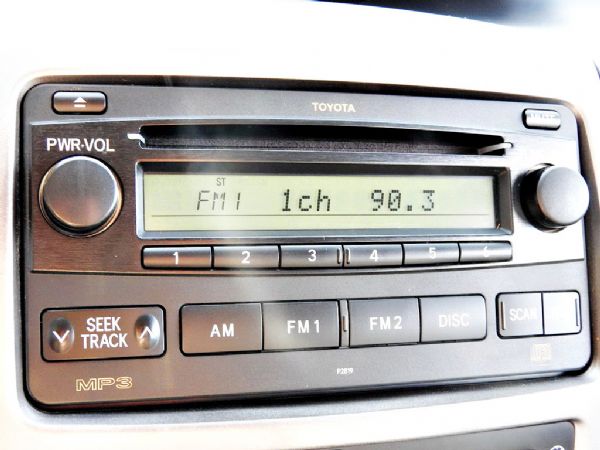 TOYOTA
PWR-VOL
ST
FM1 1ch 90.3
1 2 3 4 5 6
SEEK
TRACK
AM FM1 FM2 DISC SCAN
MP3
P2819